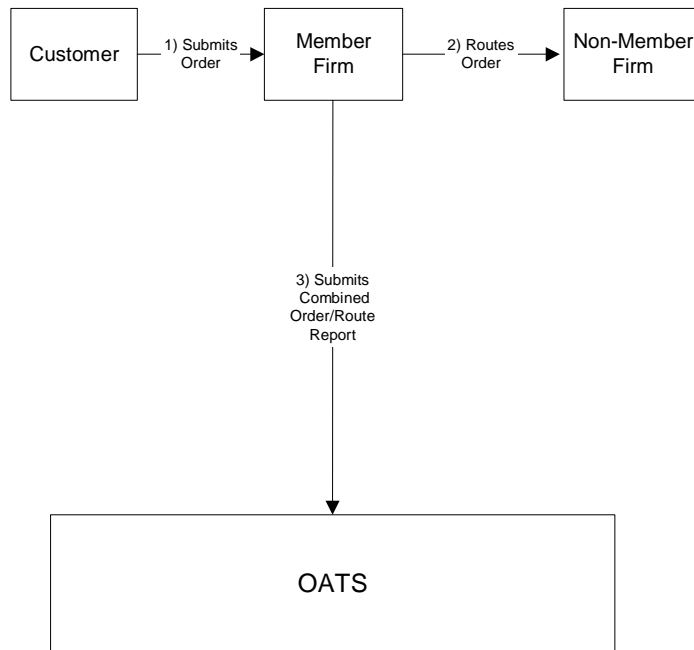 Customer
1) Submits
Order
Member
Firm
2) Routes
Order
Non-Member
Firm
3) Submits
Combined
Order/Route
Report
OATS